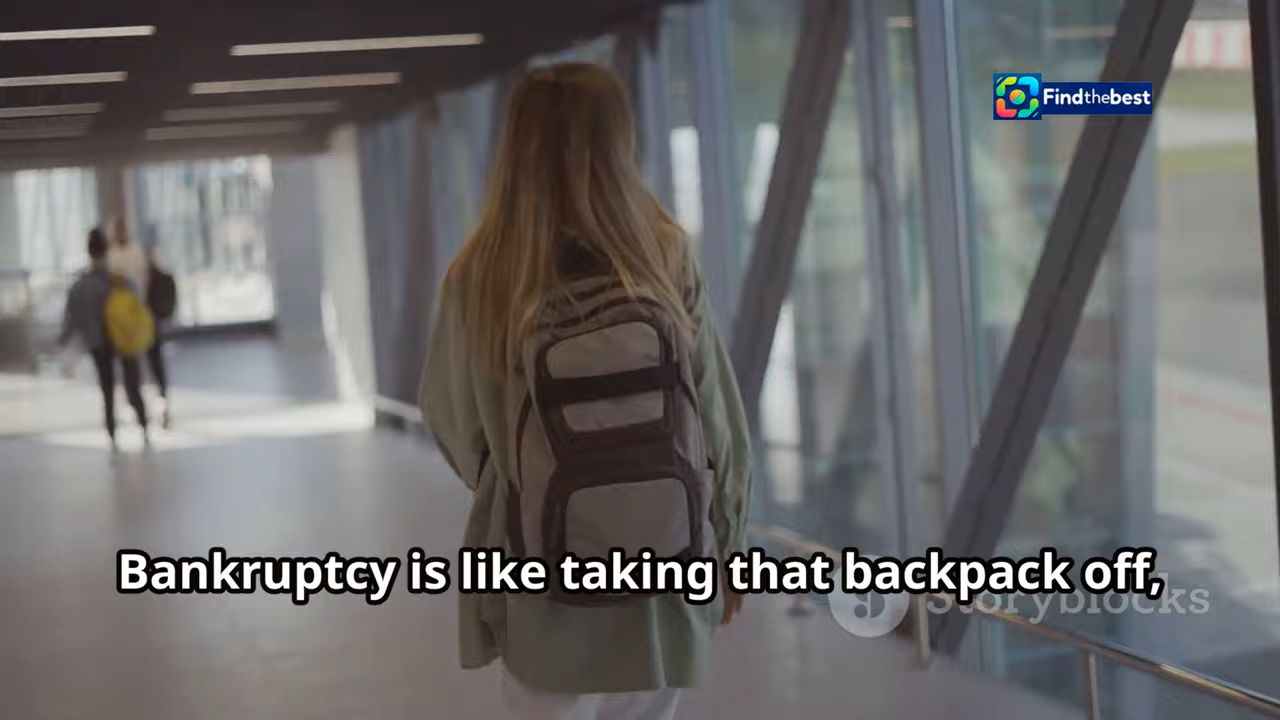 Findthebest
Bankruptcy is like taking that backpack off,
Storyblocks